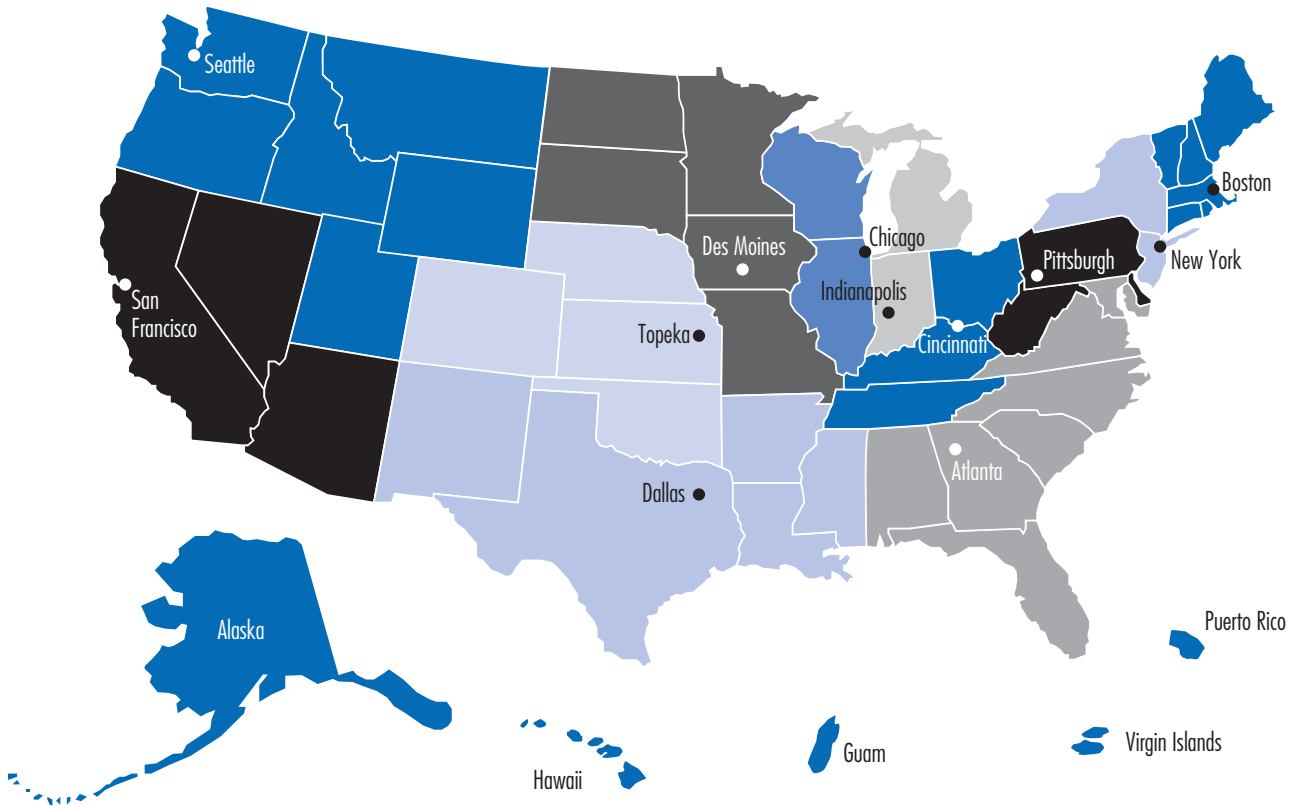 Seattle
Boston
Chicago
Des Moines
Pittsburgh
New York
Indianapolis
San
Francisco
Topeka
Cincinnati
Atlanta
Dallas
Puerto Rico
Alaska
Virgin Islands
Guam
Hawaii